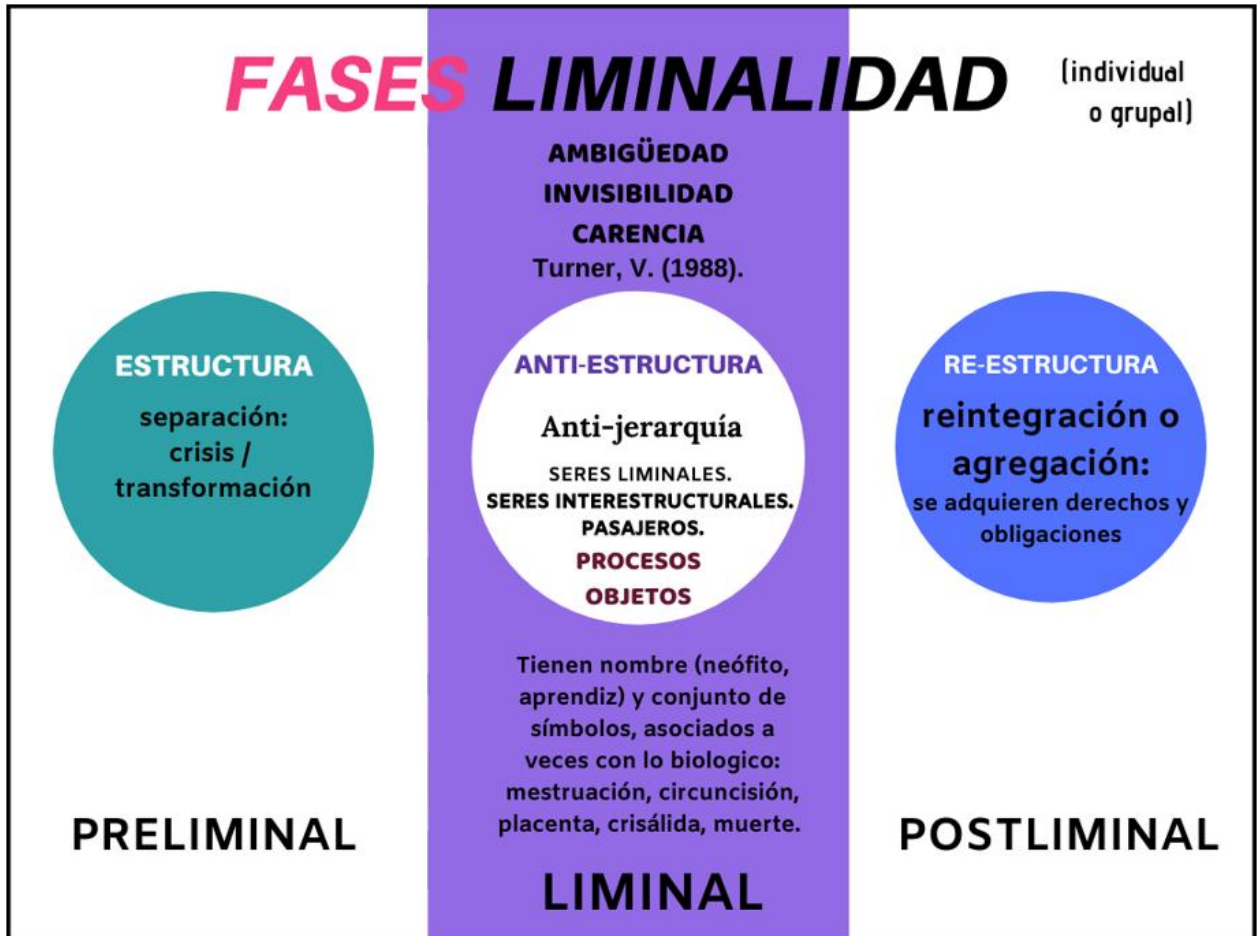 FASES LIMINALIDAD
(individual
o grupal)
AMBIGÜEDAD
INVISIBILIDAD
CARENCIA
Turner, V. (1988).
ESTRUCTURA
separación:
crisis /
transformación
PRELIMINAL
ANTI-ESTRUCTURA
Anti-jerarquía
SERES LIMINALES.
SERES INTERESTRUCTURALES.
PASAJEROS.
PROCESOS
OBJETOS
Tienen nombre (neófito,
aprendiz) y conjunto de
símbolos, asociados a
veces con lo biologico:
mestruación, circuncisión,
placenta, crisálida, muerte.
LIMINAL
RE-ESTRUCTURA
reintegración o
agregación:
se adquieren derechos y
obligaciones
POSTLIMINAL